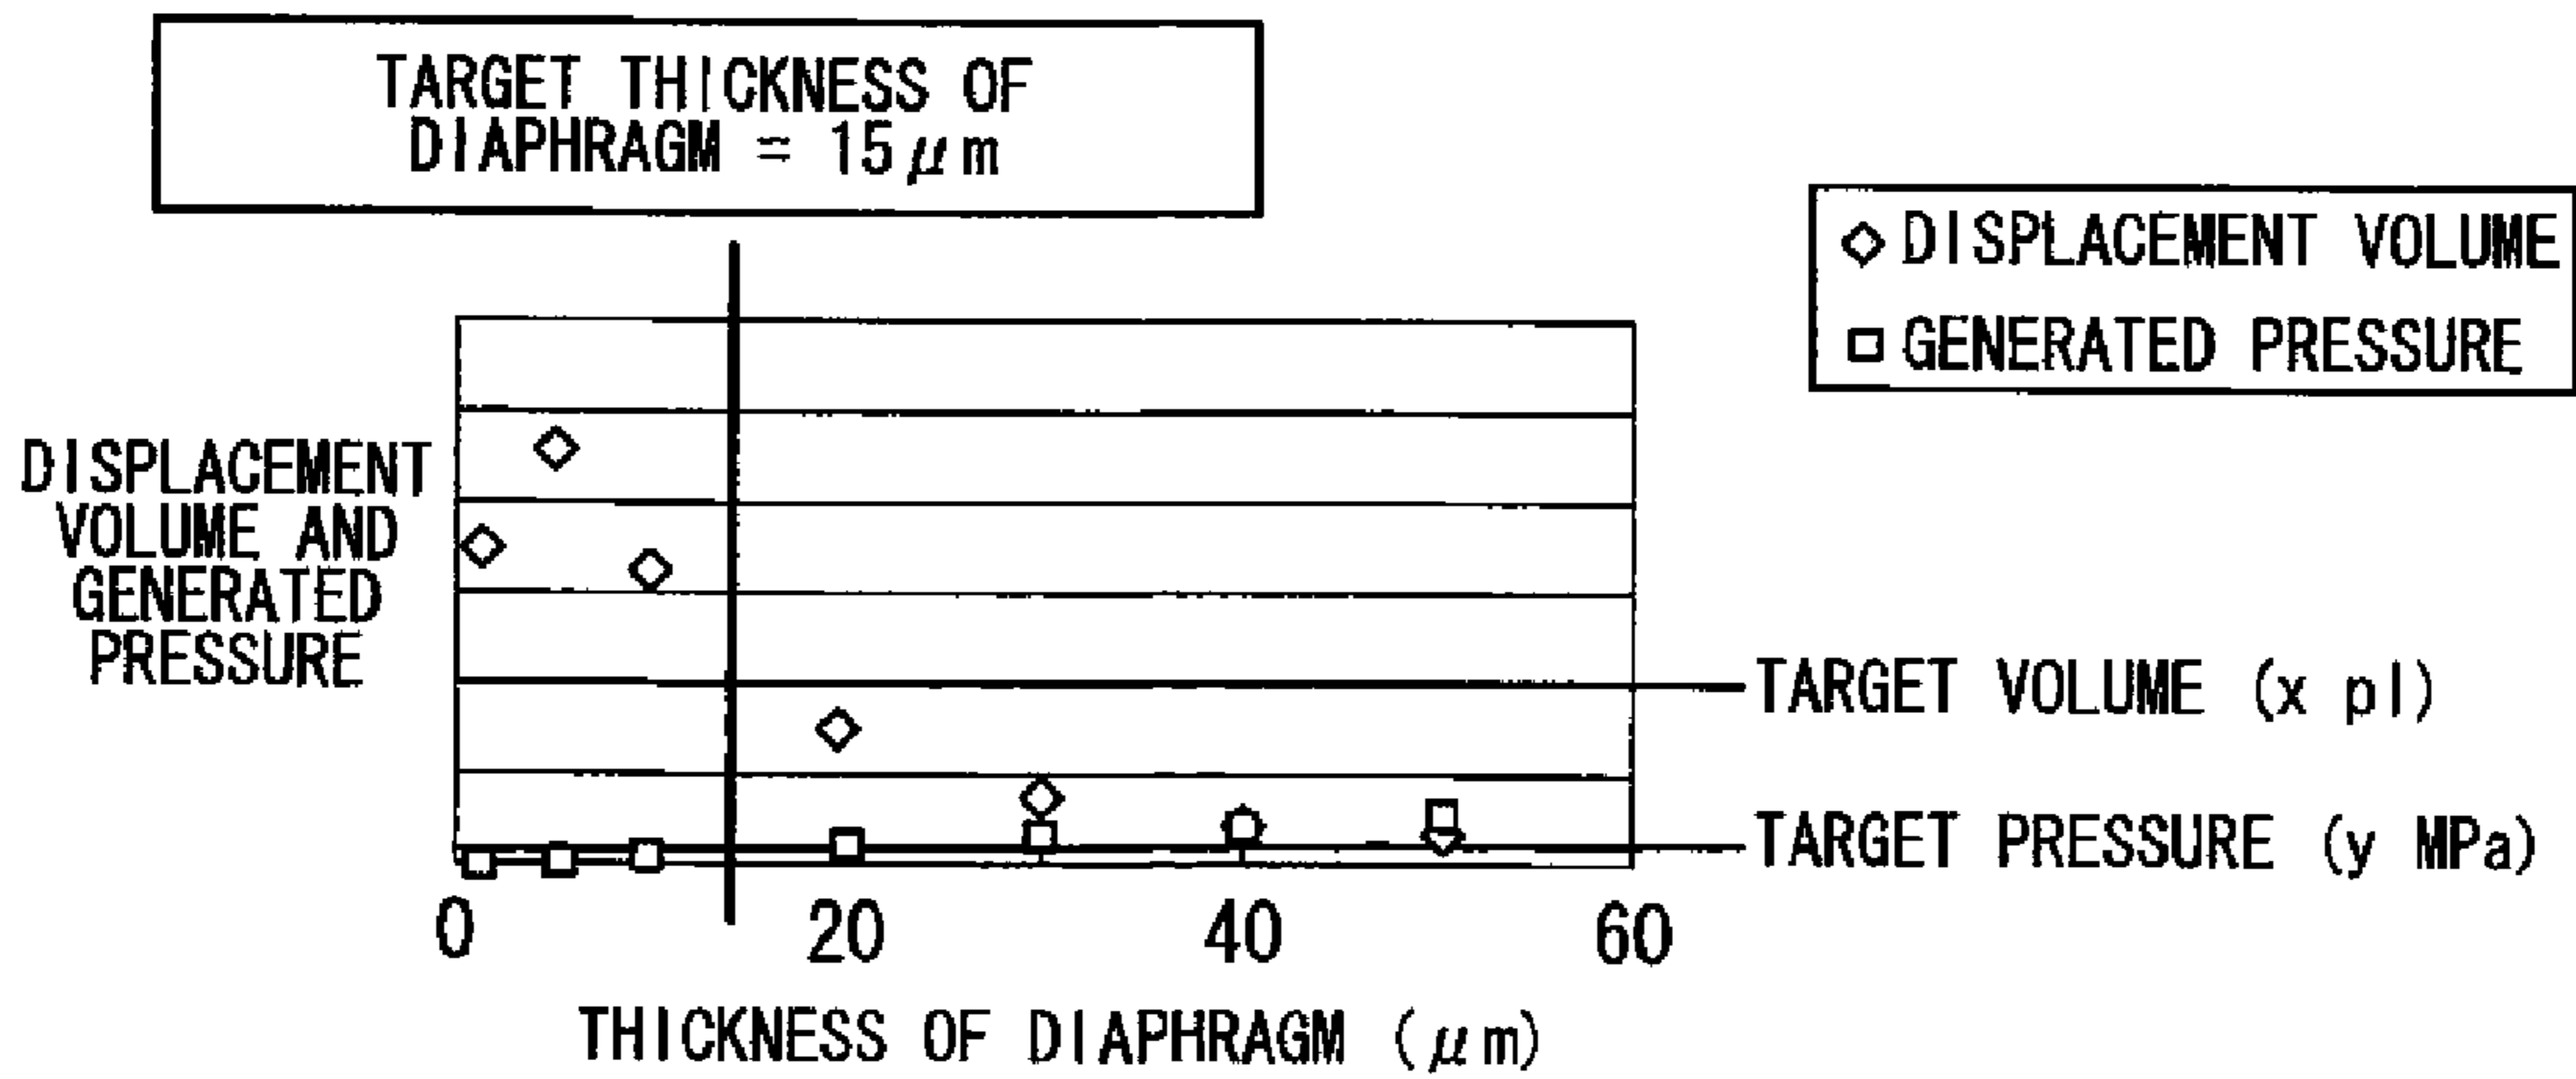 TARGET THICKNESS OF
DIAPHRAGM = 15μm
◇ DISPLACEMENT VOLUME
□ GENERATED PRESSURE
DISPLACEMENT
VOLUME AND
GENERATED
PRESSURE
TARGET VOLUME (x pl)
TARGET PRESSURE (y MPa)
0 20 40 60
THICKNESS OF DIAPHRAGM (μm)